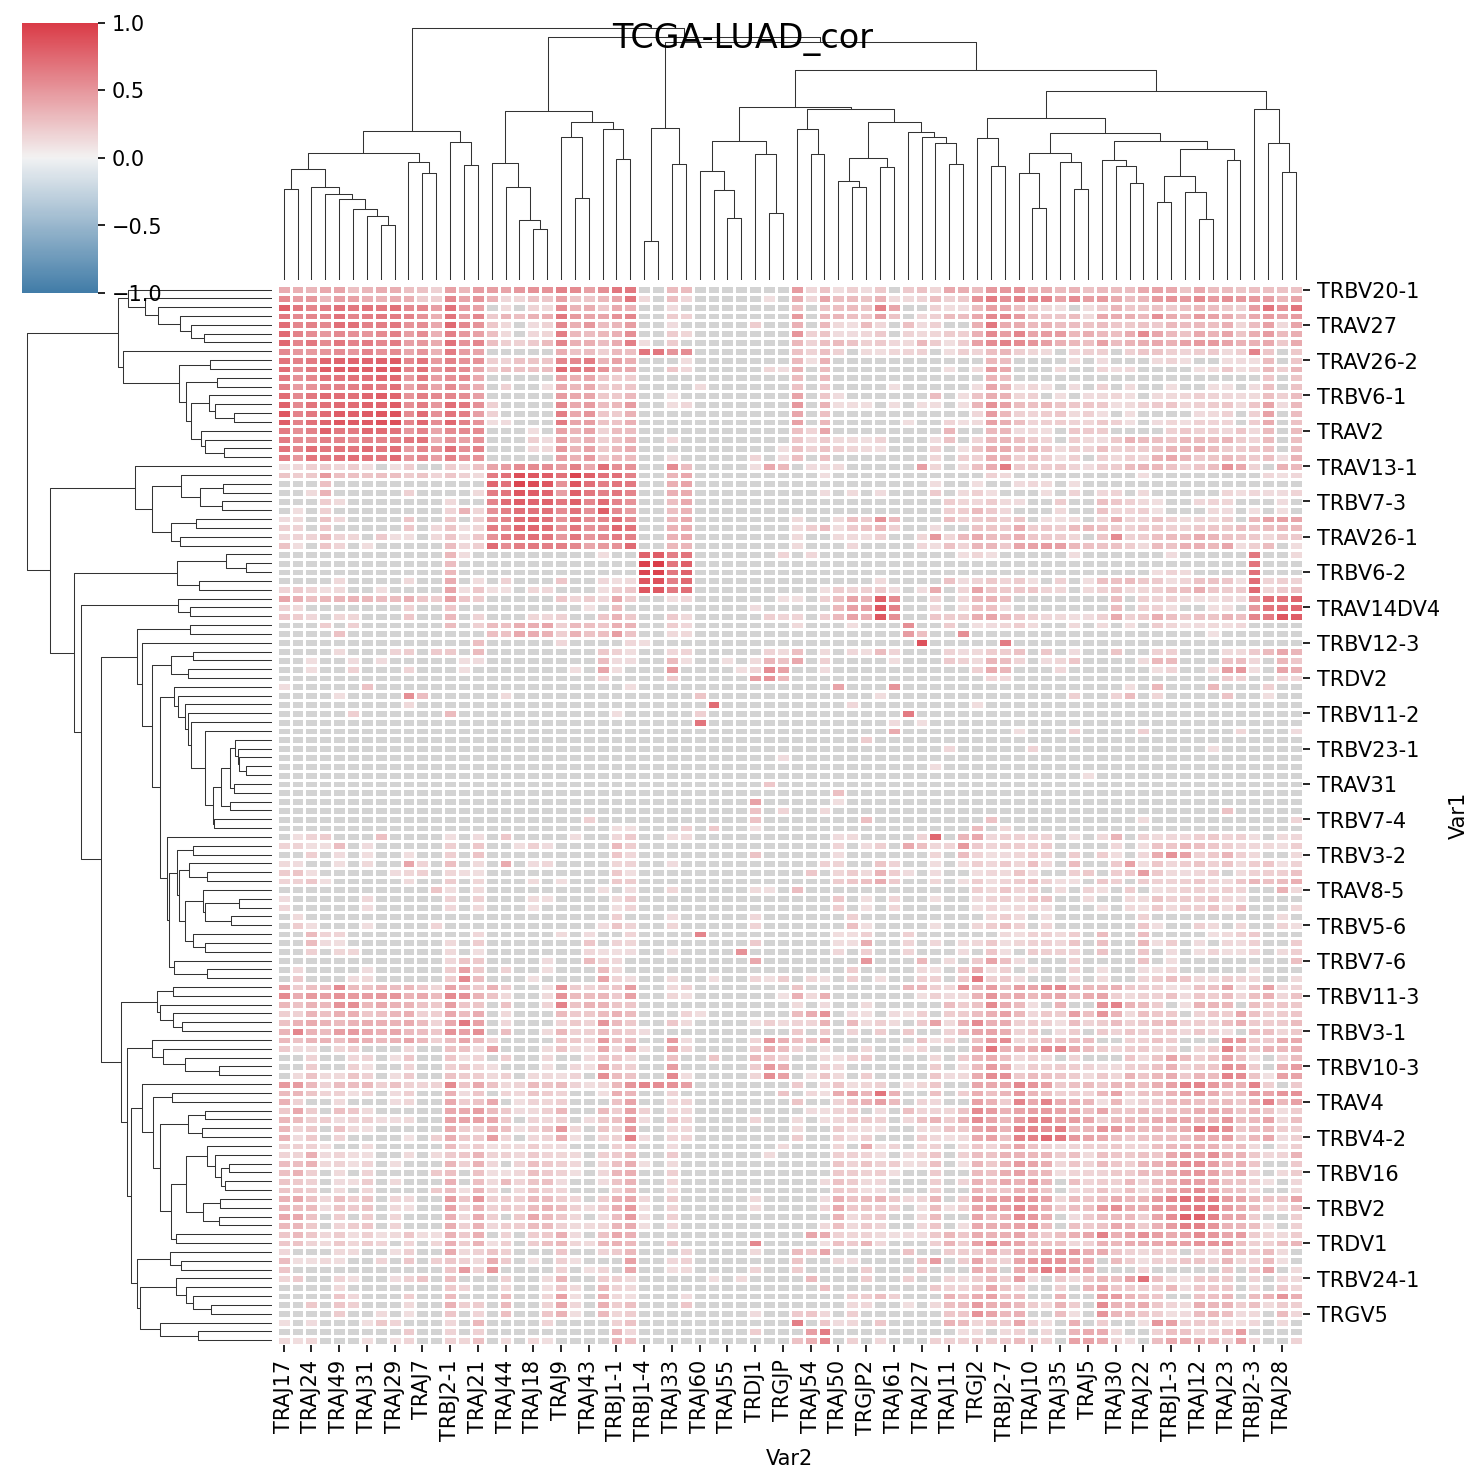 TCGA-LUAD_cor
1.0
0.5
0.0
−0.5
−1.0
TRBV20-1
TRAV27
TRAV26-2
TRBV6-1
TRAV2
TRAV13-1
TRBV7-3
TRAV26-1
TRBV6-2
TRAV14DV4
TRBV12-3
TRDV2
TRBV11-2
TRBV23-1
TRAV31
TRBV7-4
TRBV3-2
TRAV8-5
TRBV5-6
TRBV7-6
TRBV11-3
TRBV3-1
TRBV10-3
TRAV4
TRBV4-2
TRBV16
TRBV2
TRDV1
TRBV24-1
TRGV5
Var1
TRAJ17
TRAJ24
TRAJ49
TRAJ31
TRAJ29
TRAJ7
TRBJ2-1
TRAJ21
TRAJ44
TRAJ18
TRAJ9
TRAJ43
TRBJ1-1
TRBJ1-4
TRAJ33
TRAJ60
TRAJ55
TRDJ1
TRGJP
TRAJ54
TRAJ50
TRGJP2
TRAJ61
TRAJ27
TRAJ11
TRGJ2
TRBJ2-7
TRAJ10
TRAJ35
TRAJ5
TRAJ30
TRAJ22
TRBJ1-3
TRAJ12
TRAJ23
TRBJ2-3
TRAJ28
Var2